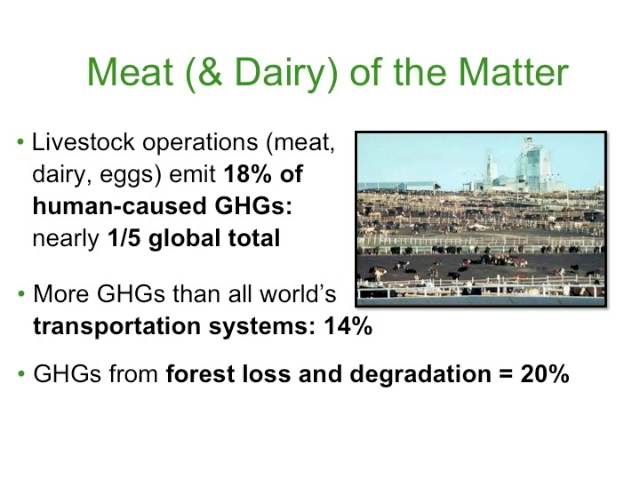 Meat (& Dairy) of the Matter
• Livestock operations (meat,
dairy, eggs) emit 18% of
human-caused GHGs:
nearly 1/5 global total
• More GHGs than all world’s
transportation systems: 14%
• GHGs from forest loss and degradation = 20%